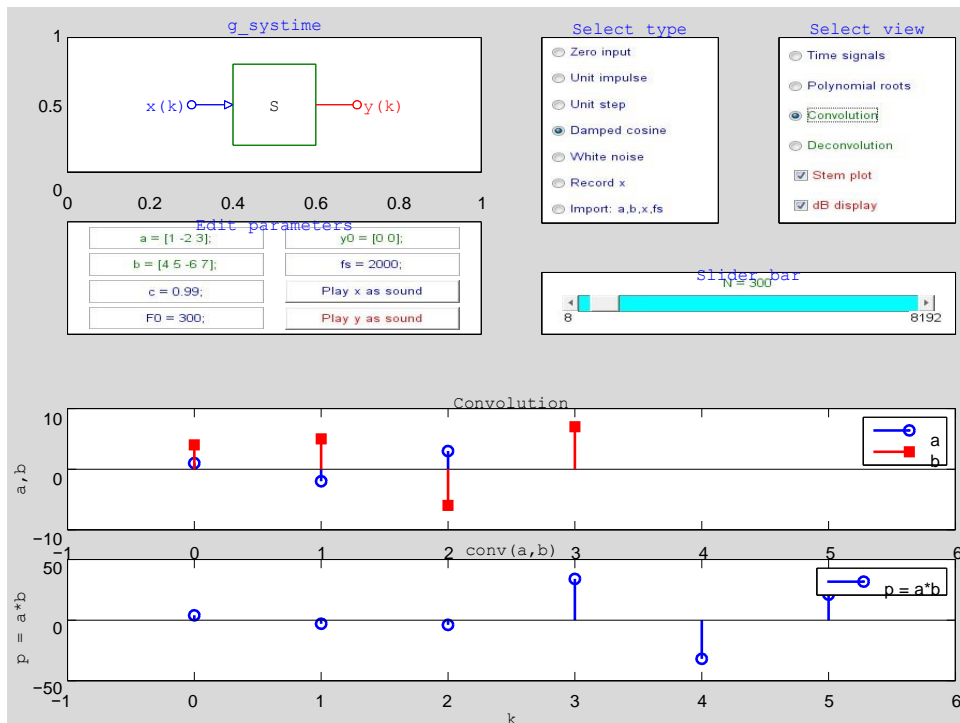 g_systime
1
0.5
0
x(k)
S
y(k)
0
0.2
0.4
0.6
0.8
1
Select type
Zero input
Unit impulse
Unit step
Damped cosine
White noise
Record x
Import: a,b,x,fs
Select view
Time signals
Polynomial roots
Convolution
Deconvolution
Stem plot
dB display
Edit parameters
a = [1 -2 3];
y0 = [0 0];
b = [4 5 -6 7];
fs = 2000;
c = 0.99;
Play x as sound
F0 = 300;
Play y as sound
Slider bar
N = 300
8
8192
Convolution
10
0
−10
a,b
a
b
−1
0
1
2
3
4
5
6
conv(a,b)
50
0
−50
p = a*b
p = a*b
−1
0
1
2
3
4
5
6
k